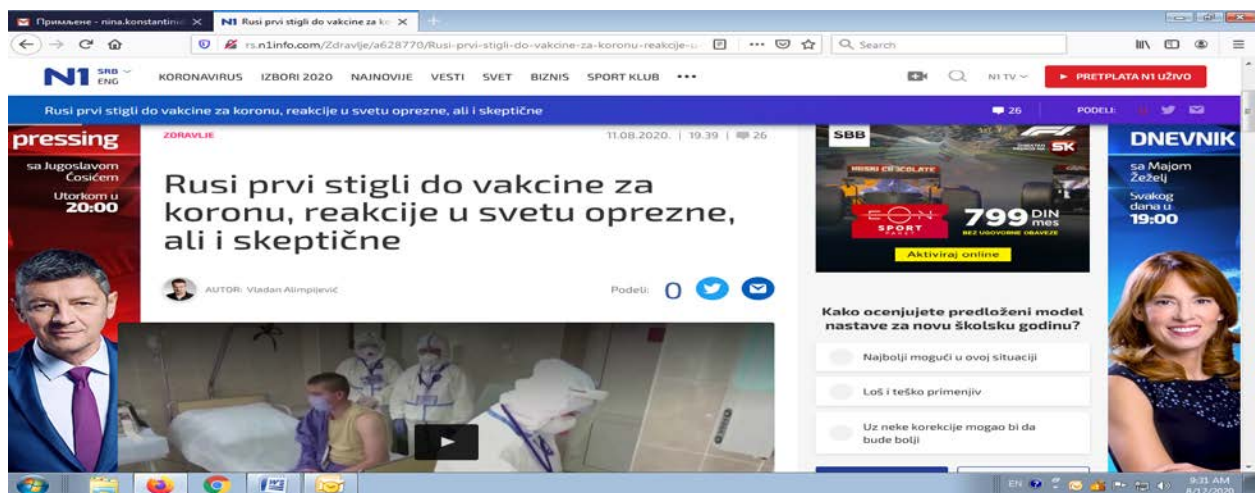 Примљене - nina.konstantini
N1 Rusi prvi stigli do vakcine za ko
rs.n1info.com/Zdravlje/a628770/Rusi-prvi-stigli-do-vakcine-za-koronu-reakcije-u
Search
N1 SRB
ENG
KORONAVIRUS IZBORI 2020 NAJNOVIJE VESTI SVET BIZNIS SPORT KLUB
N1 TV
PRETPLATA N1 UŽIVO
Rusi prvi stigli do vakcine za koronu, reakcije u svetu oprezne, ali i skeptične
26
PODELI:
pressing
sa Jugoslavom
Ćosićem
Utorkom u
20:00
ZDRAVLJE
11.08.2020. | 19.39 | 26
Rusi prvi stigli do vakcine za
koronu, reakcije u svetu oprezne,
ali i skeptične
AUTOR: Vladan Alimpijević
Podeli: 0
SBB
SK
EON
SPORT
PAKET
799 DIN
mes
BEZ UGOVORNE OBAVEZE
Aktiviraj online
Kako ocenjujete predloženi model
nastave za novu školsku godinu?
Najbolji mogući u ovoj situaciji
Loš i teško primenjiv
Uz neke korekcije mogao bi da
bude bolji
DNEVNIK
sa Majom
Žeželj
Svakog
dana u
19:00
EN
9:31 AM
8/12/2020